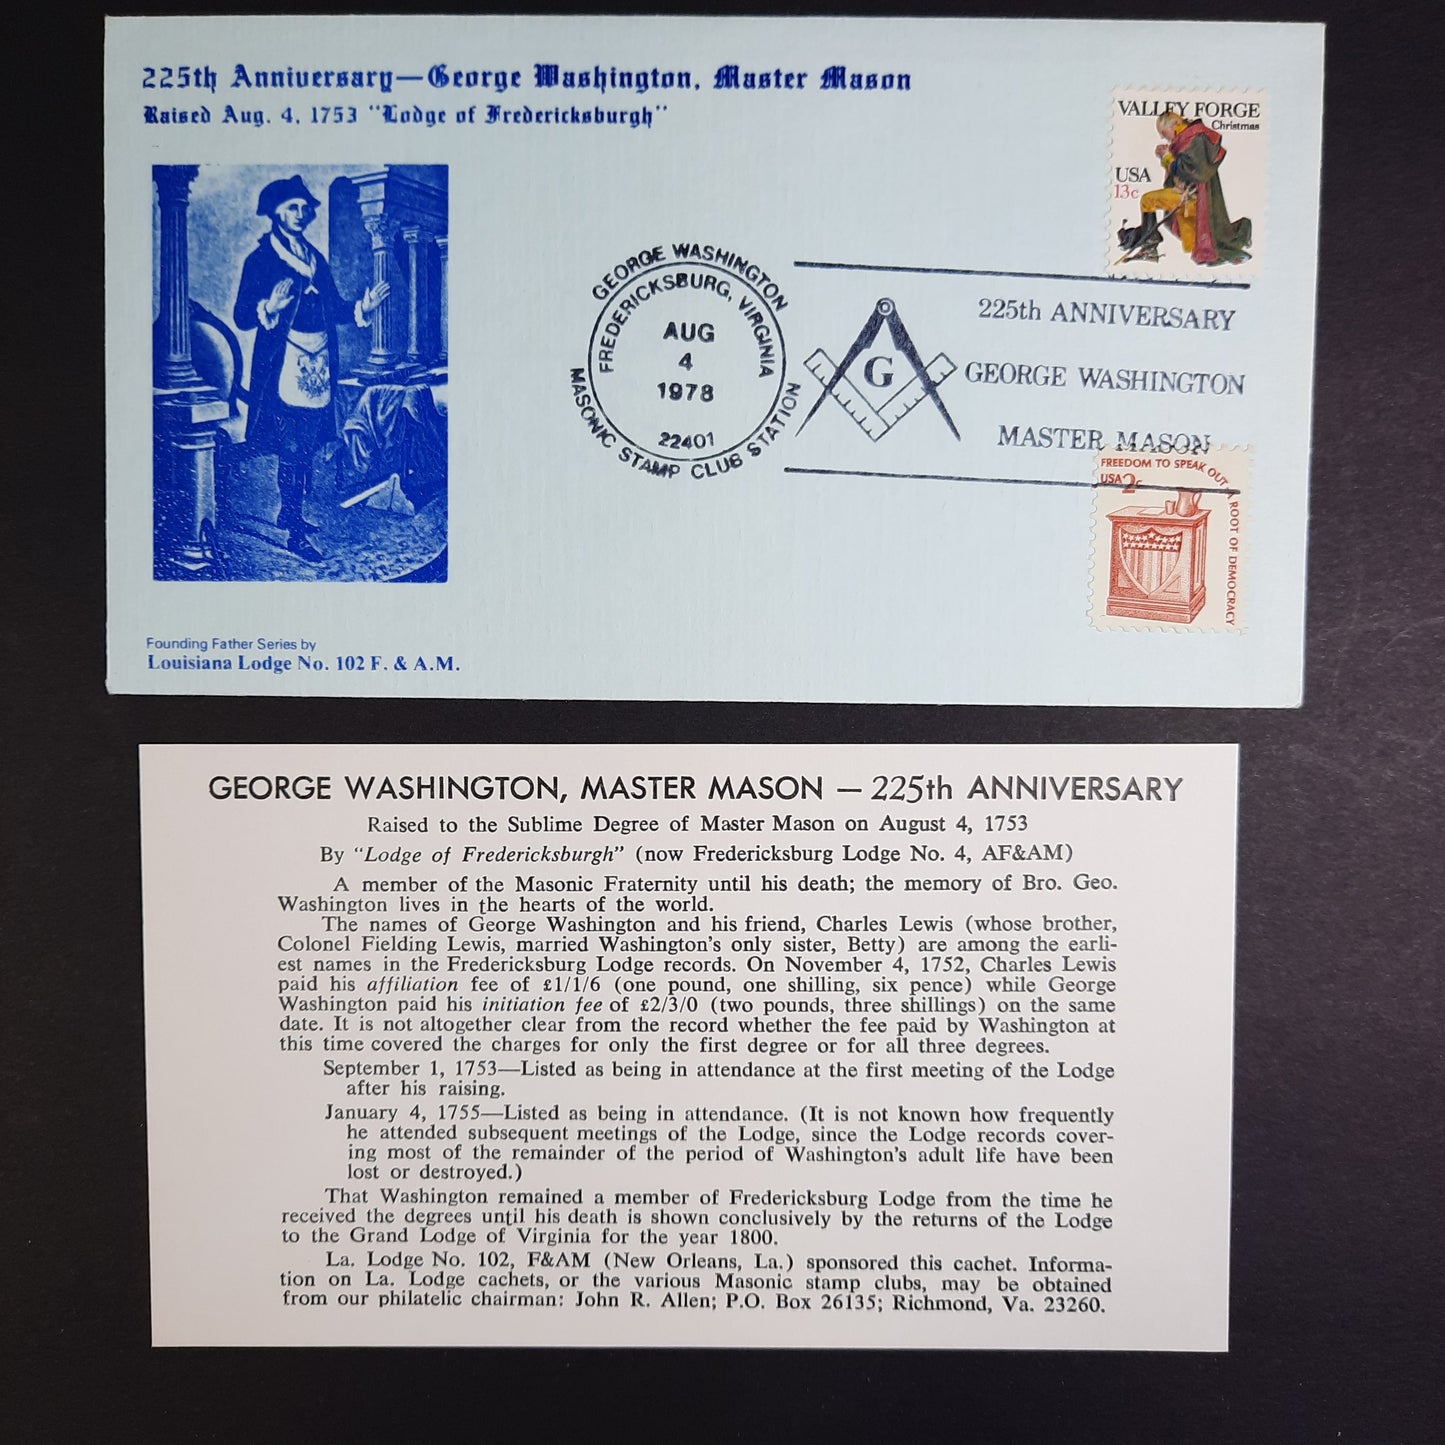 225th Anniversary—George Washington, Master Mason
Raised Aug. 4, 1753 "Lodge of Fredericksburgh"
VALLEY FORGE
Christmas
USA
13c
GEORGE WASHINGTON
FREDERICKSBURG, VIRGINIA
AUG
4
1978
22401
MASONIC STAMP CLUB STATION
G
225th ANNIVERSARY
GEORGE WASHINGTON
MASTER MASON
FREEDOM TO SPEAK OUT-A ROOT OF DEMOCRACY
USA 2c
Founding Father Series by
Louisiana Lodge No. 102 F. & A.M.
GEORGE WASHINGTON, MASTER MASON — 225th ANNIVERSARY
Raised to the Sublime Degree of Master Mason on August 4, 1753
By "Lodge of Fredericksburgh" (now Fredericksburg Lodge No. 4, AF&AM)
A member of the Masonic Fraternity until his death; the memory of Bro. Geo.
Washington lives in the hearts of the world.
The names of George Washington and his friend, Charles Lewis (whose brother,
Colonel Fielding Lewis, married Washington's only sister, Betty) are among the earli-
est names in the Fredericksburg Lodge records. On November 4, 1752, Charles Lewis
paid his affiliation fee of £1/1/6 (one pound, one shilling, six pence) while George
Washington paid his initiation fee of £2/3/0 (two pounds, three shillings) on the same
date. It is not altogether clear from the record whether the fee paid by Washington at
this time covered the charges for only the first degree or for all three degrees.
September 1, 1753—Listed as being in attendance at the first meeting of the Lodge
after his raising.
January 4, 1755—Listed as being in attendance. (It is not known how frequently
he attended subsequent meetings of the Lodge, since the Lodge records cover-
ing most of the remainder of the period of Washington's adult life have been
lost or destroyed.)
That Washington remained a member of Fredericksburg Lodge from the time he
received the degrees until his death is shown conclusively by the returns of the Lodge
to the Grand Lodge of Virginia for the year 1800.
La. Lodge No. 102, F&AM (New Orleans, La.) sponsored this cachet. Informa-
tion on La. Lodge cachets, or the various Masonic stamp clubs, may be obtained
from our philatelic chairman: John R. Allen; P.O. Box 26135; Richmond, Va. 23260.